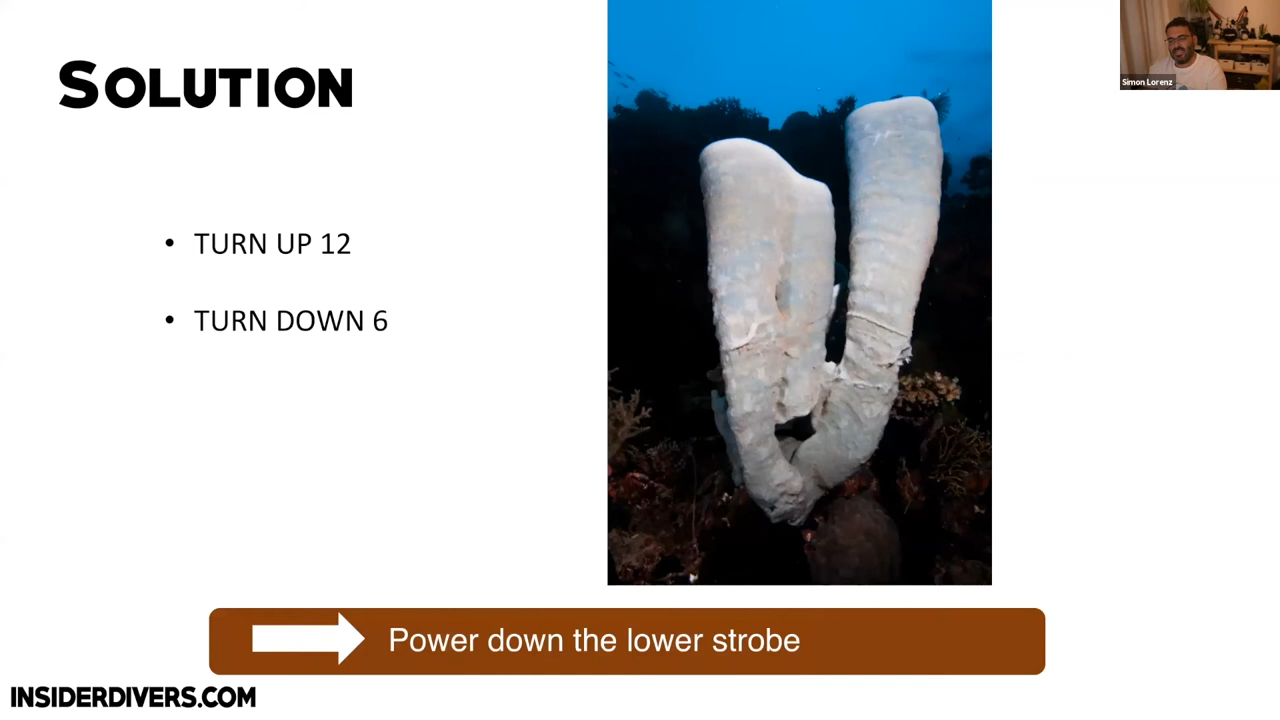 SOLUTION
• TURN UP 12
• TURN DOWN 6
Simon Lorenz
Power down the lower strobe
INSIDERDIVERS.COM